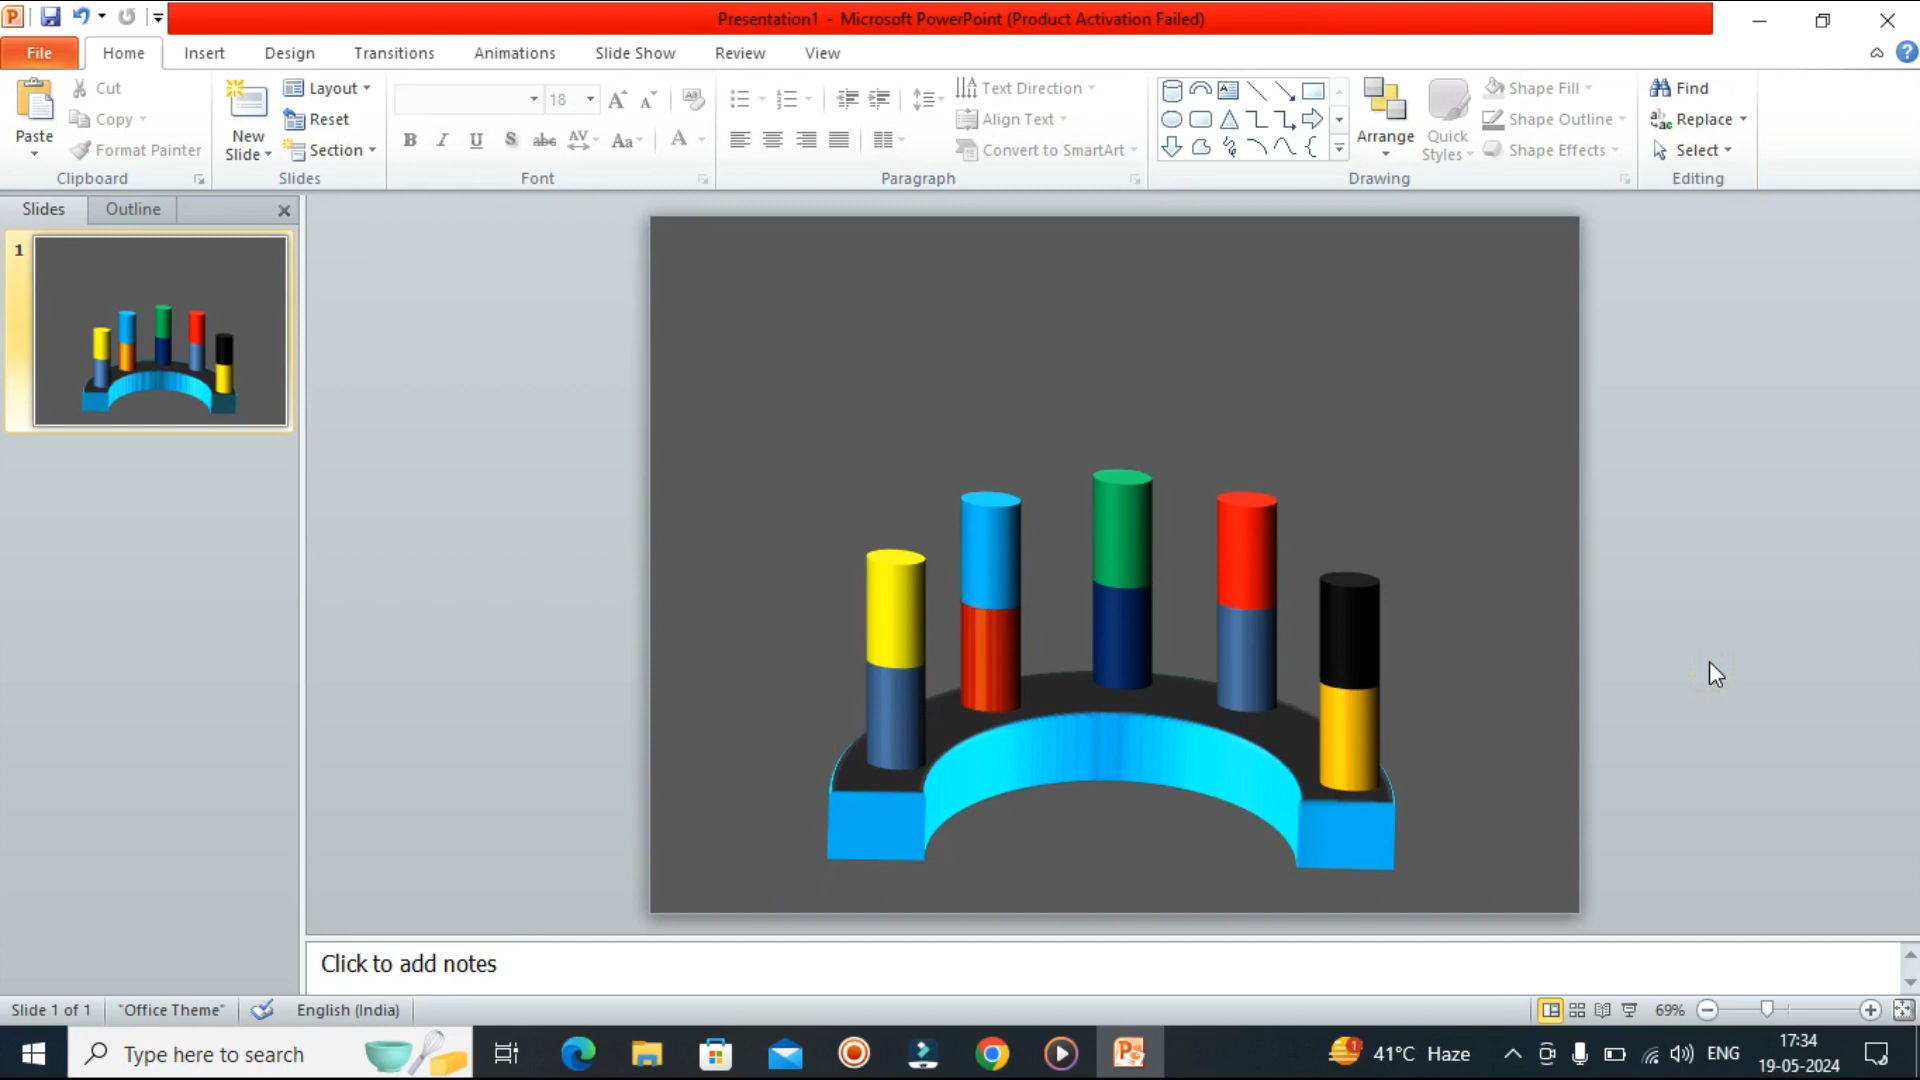 Presentation1 - Microsoft PowerPoint (Product Activation Failed)
File Home Insert Design Transitions Animations Slide Show Review View
Paste
Cut
Copy
Format Painter
Clipboard
New
Slide
Layout
Reset
Section
Slides
18
B I U S abc AV Aa A
Font
Text Direction
Align Text
Convert to SmartArt
Paragraph
Arrange
Quick
Styles
Shape Fill
Shape Outline
Shape Effects
Drawing
Find
Replace
Select
Editing
Slides Outline
1
Click to add notes
Slide 1 of 1 "Office Theme" English (India) 69%
Type here to search
41°C Haze
ENG
17:34
19-05-2024